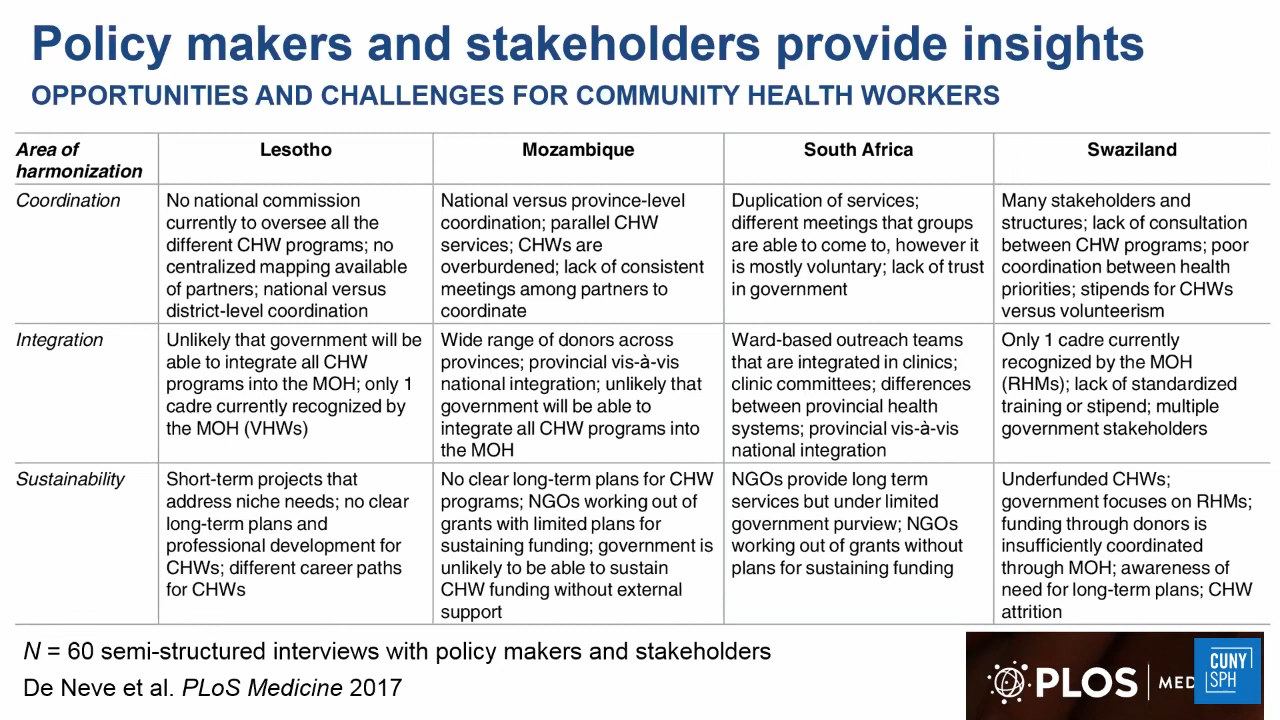 Policy makers and stakeholders provide insights
OPPORTUNITIES AND CHALLENGES FOR COMMUNITY HEALTH WORKERS
Area of
harmonization
Lesotho
Mozambique
South Africa
Swaziland
Coordination
No national commission
currently to oversee all the
different CHW programs; no
centralized mapping available
of partners; national versus
district-level coordination
National versus province-level
coordination; parallel CHW
services; CHWs are
overburdened; lack of consistent
meetings among partners to
coordinate
Duplication of services;
different meetings that groups
are able to come to, however it
is mostly voluntary; lack of trust
in government
Many stakeholders and
structures; lack of consultation
between CHW programs; poor
coordination between health
priorities; stipends for CHWs
versus volunteerism
Integration
Unlikely that government will be
able to integrate all CHW
programs into the MOH; only 1
cadre currently recognized by
the MOH (VHWs)
Wide range of donors across
provinces; provincial vis-à-vis
national integration; unlikely that
government will be able to
integrate all CHW programs into
the MOH
Ward-based outreach teams
that are integrated in clinics;
clinic committees; differences
between provincial health
systems; provincial vis-à-vis
national integration
Only 1 cadre currently
recognized by the MOH
(RHMs); lack of standardized
training or stipend; multiple
government stakeholders
Sustainability
Short-term projects that
address niche needs; no clear
long-term plans and
professional development for
CHWs; different career paths
for CHWs
No clear long-term plans for CHW
programs; NGOs working out of
grants with limited plans for
sustaining funding; government is
unlikely to be able to sustain
CHW funding without external
support
NGOs provide long term
services but under limited
government purview; NGOs
working out of grants without
plans for sustaining funding
Underfunded CHWs;
government focuses on RHMs;
funding through donors is
insufficiently coordinated
through MOH; awareness of
need for long-term plans; CHW
attrition
N = 60 semi-structured interviews with policy makers and stakeholders
De Neve et al. PLoS Medicine 2017
PLOS MED
CUNY
SPH